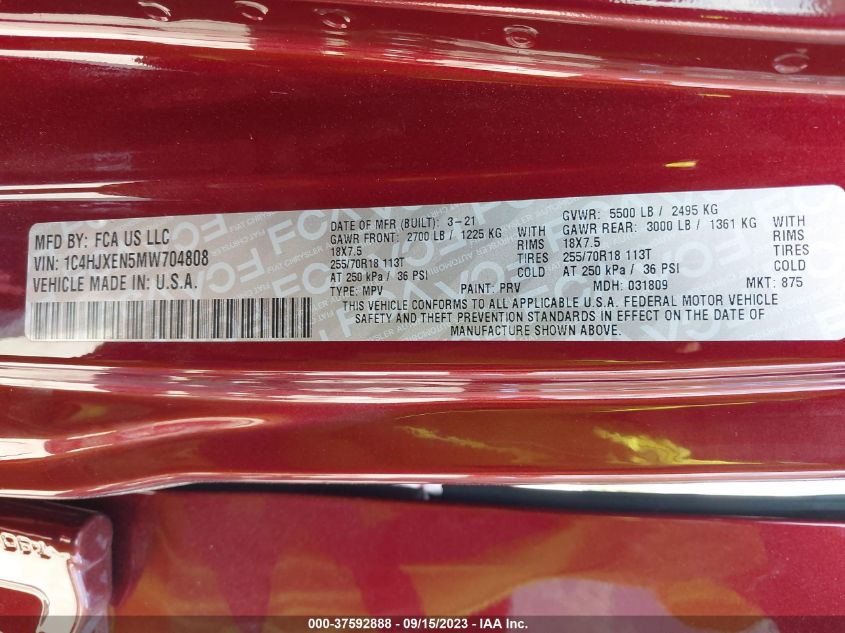 MFD BY: FCA US LLC
VIN: 1C4HJXEN5MW704808
VEHICLE MADE IN: U.S.A.
DATE OF MFR (BUILT): 3-21 GVWR: 5500 LB / 2495 KG
GAWR FRONT: 2700 LB / 1225 KG WITH GAWR REAR: 3000 LB / 1361 KG WITH
18X7.5 RIMS 18X7.5 RIMS
255/70R18 113T TIRES 255/70R18 113T TIRES
AT 250 kPa / 36 PSI COLD AT 250 kPa / 36 PSI COLD
TYPE: MPV PAINT: PRV MDH: 031809 MKT: 875
THIS VEHICLE CONFORMS TO ALL APPLICABLE U.S.A. FEDERAL MOTOR VEHICLE
SAFETY AND THEFT PREVENTION STANDARDS IN EFFECT ON THE DATE OF
MANUFACTURE SHOWN ABOVE.
000-37592888 - 09/15/2023 - IAA Inc.